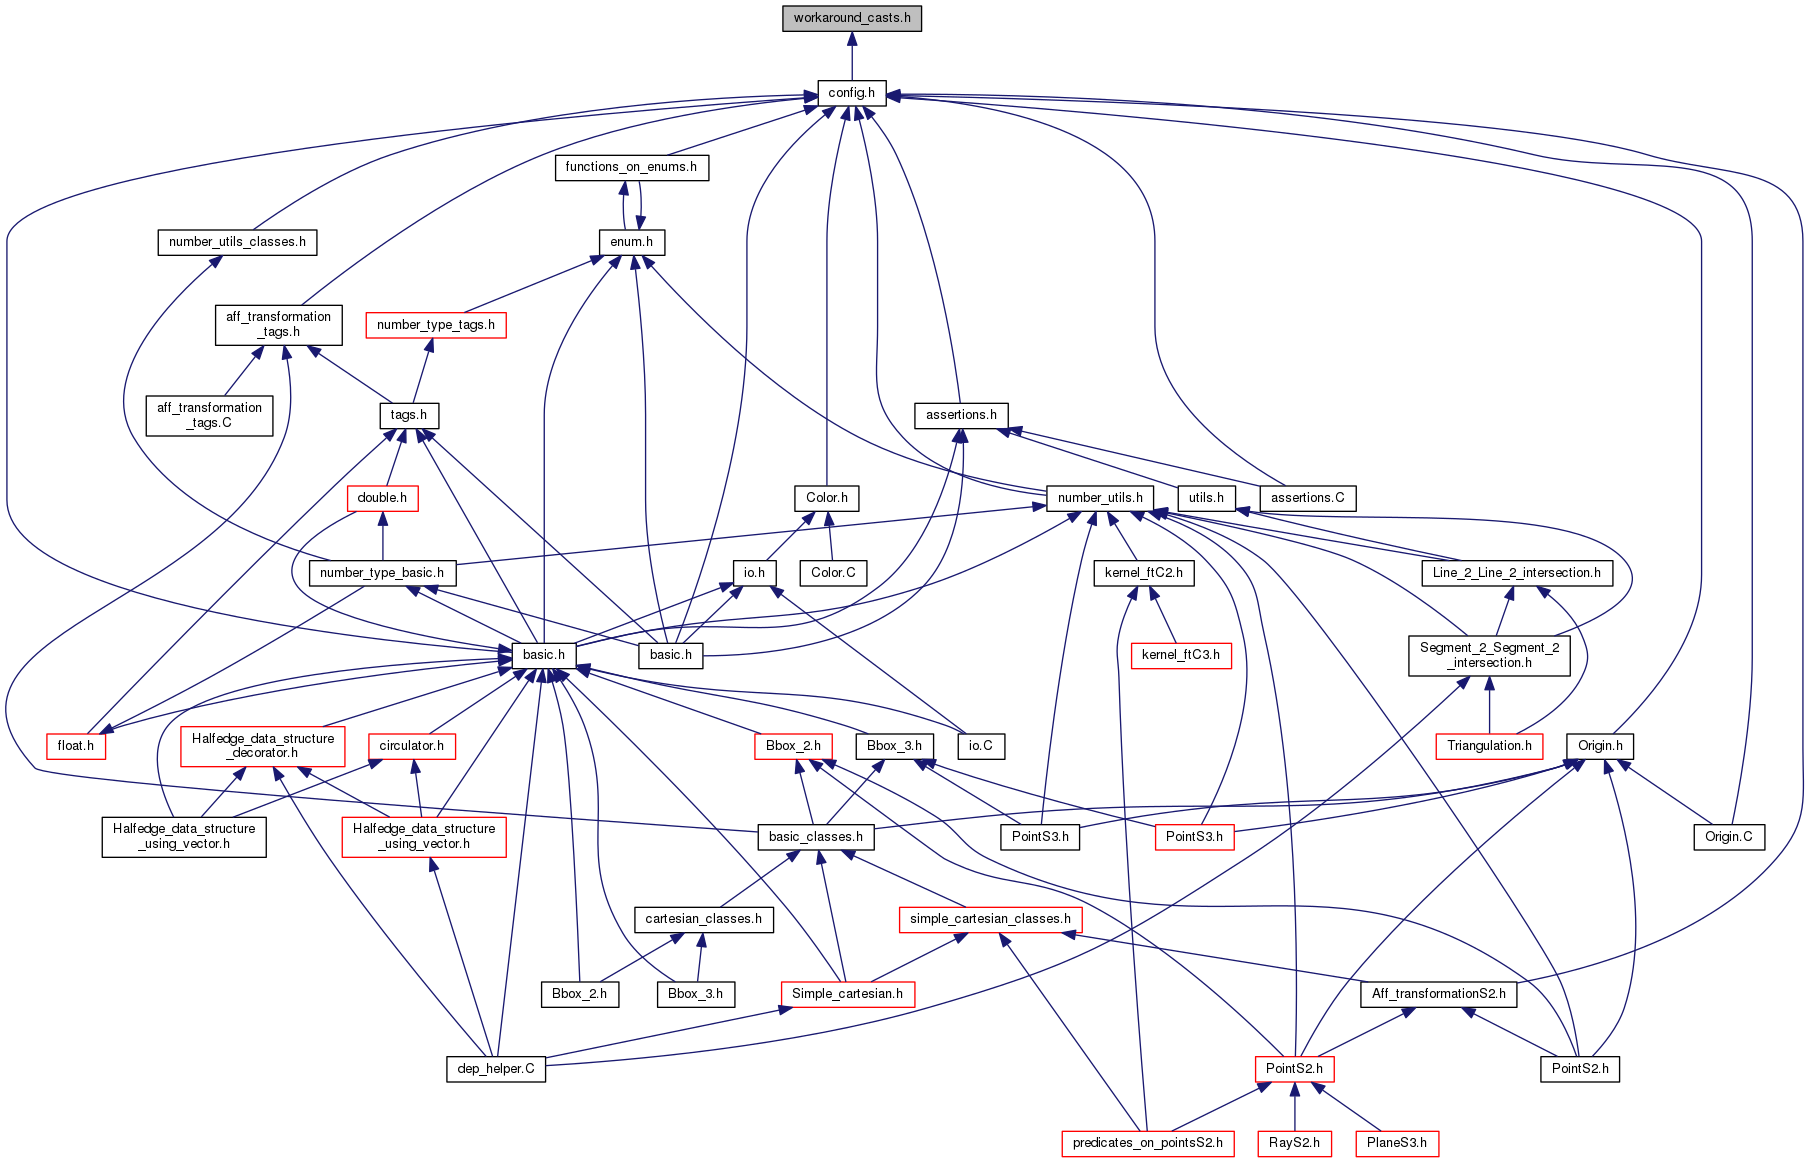 workaround_casts.h
config.h
functions_on_enums.h
number_utils_classes.h
enum.h
aff_transformation
_tags.h
number_type_tags.h
aff_transformation
_tags.C
tags.h
assertions.h
double.h
Color.h
number_utils.h
utils.h
assertions.C
number_type_basic.h
io.h
Color.C
kernel_ftC2.h
Line_2_Line_2_intersection.h
basic.h
basic.h
kernel_ftC3.h
Segment_2_Segment_2
_intersection.h
float.h
Halfedge_data_structure
_decorator.h
circulator.h
Bbox_2.h
Bbox_3.h
io.C
Triangulation.h
Origin.h
Halfedge_data_structure
_using_vector.h
Halfedge_data_structure
_using_vector.h
basic_classes.h
PointS3.h
PointS3.h
Origin.C
cartesian_classes.h
simple_cartesian_classes.h
Bbox_2.h
Bbox_3.h
Simple_cartesian.h
Aff_transformationS2.h
dep_helper.C
PointS2.h
PointS2.h
predicates_on_pointsS2.h
RayS2.h
PlaneS3.h